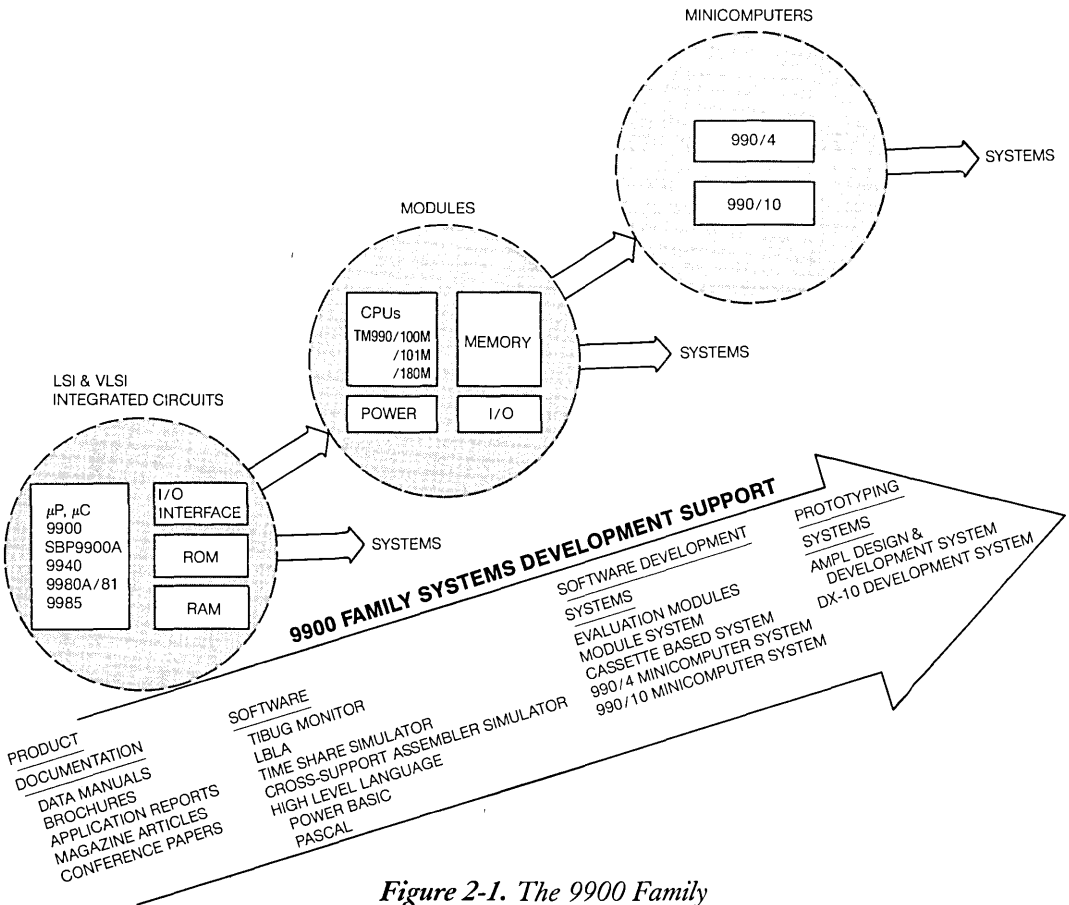 MINICOMPUTERS
990/4
990/10
SYSTEMS
MODULES
CPUs
TM990/100M
/101M
/180M
MEMORY
POWER
I/O
SYSTEMS
LSI & VLSI
INTEGRATED CIRCUITS
μP, μC
9900
SBP9900A
9940
9980A/81
9985
I/O
INTERFACE
ROM
RAM
SYSTEMS
9900 FAMILY SYSTEMS DEVELOPMENT SUPPORT
PRODUCT
DOCUMENTATION
DATA MANUALS
BROCHURES
APPLICATION REPORTS
MAGAZINE ARTICLES
CONFERENCE PAPERS
SOFTWARE
TIBUG MONITOR
LBLA
TIME SHARE SIMULATOR
CROSS-SUPPORT ASSEMBLER SIMULATOR
HIGH LEVEL LANGUAGE
POWER BASIC
PASCAL
SOFTWARE DEVELOPMENT
SYSTEMS
EVALUATION MODULES
MODULE SYSTEM
CASSETTE BASED SYSTEM
990/4 MINICOMPUTER SYSTEM
990/10 MINICOMPUTER SYSTEM
PROTOTYPING
SYSTEMS
AMPL DESIGN &
DEVELOPMENT SYSTEM
DX-10 DEVELOPMENT SYSTEM
Figure 2-1. The 9900 Family